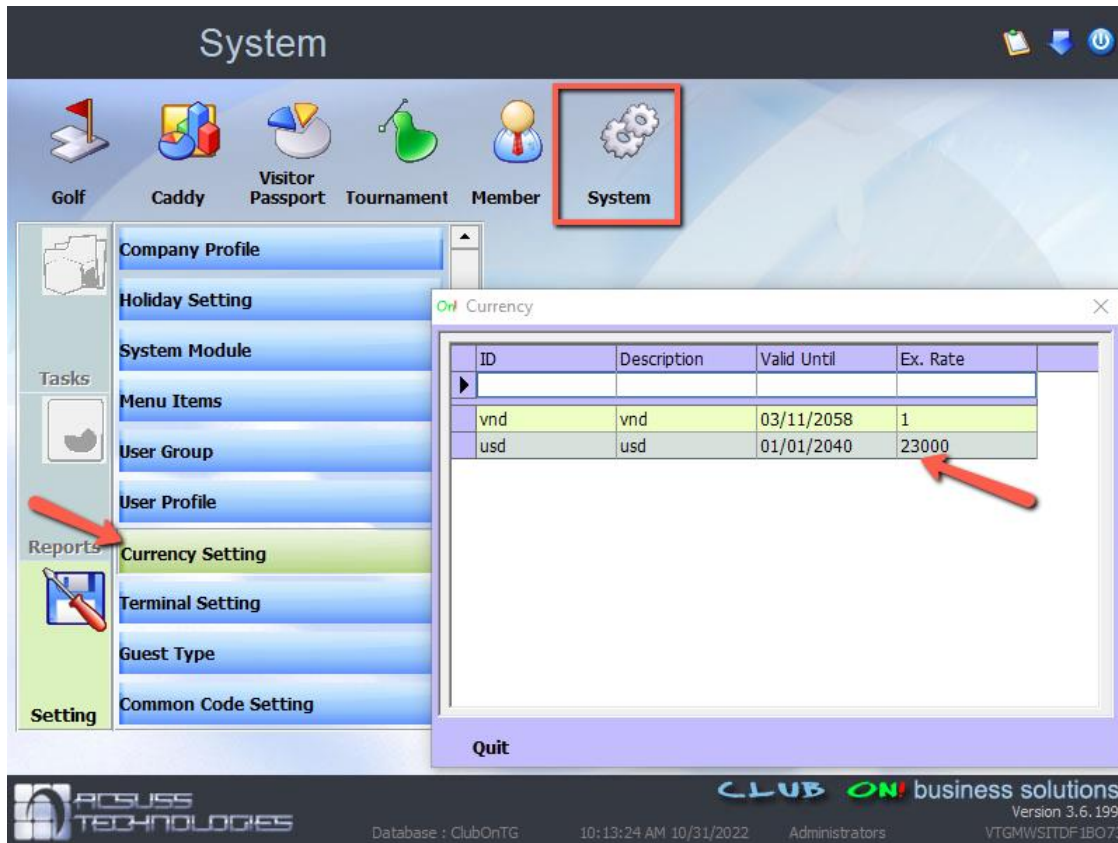 System
Golf
Caddy
Visitor
Passport
Tournament
Member
System
Company Profile
Holiday Setting
System Module
Menu Items
User Group
User Profile
Currency Setting
Terminal Setting
Guest Type
Common Code Setting
Tasks
Reports
Setting
On! Currency
ID Description Valid Until Ex. Rate
vnd vnd 03/11/2058 1
usd usd 01/01/2040 23000
Quit
ACSUSS
TECHNOLOGIES
CLUB ON! business solutions
Version 3.6.199
Database : ClubOnTG 10:13:24 AM 10/31/2022 Administrators